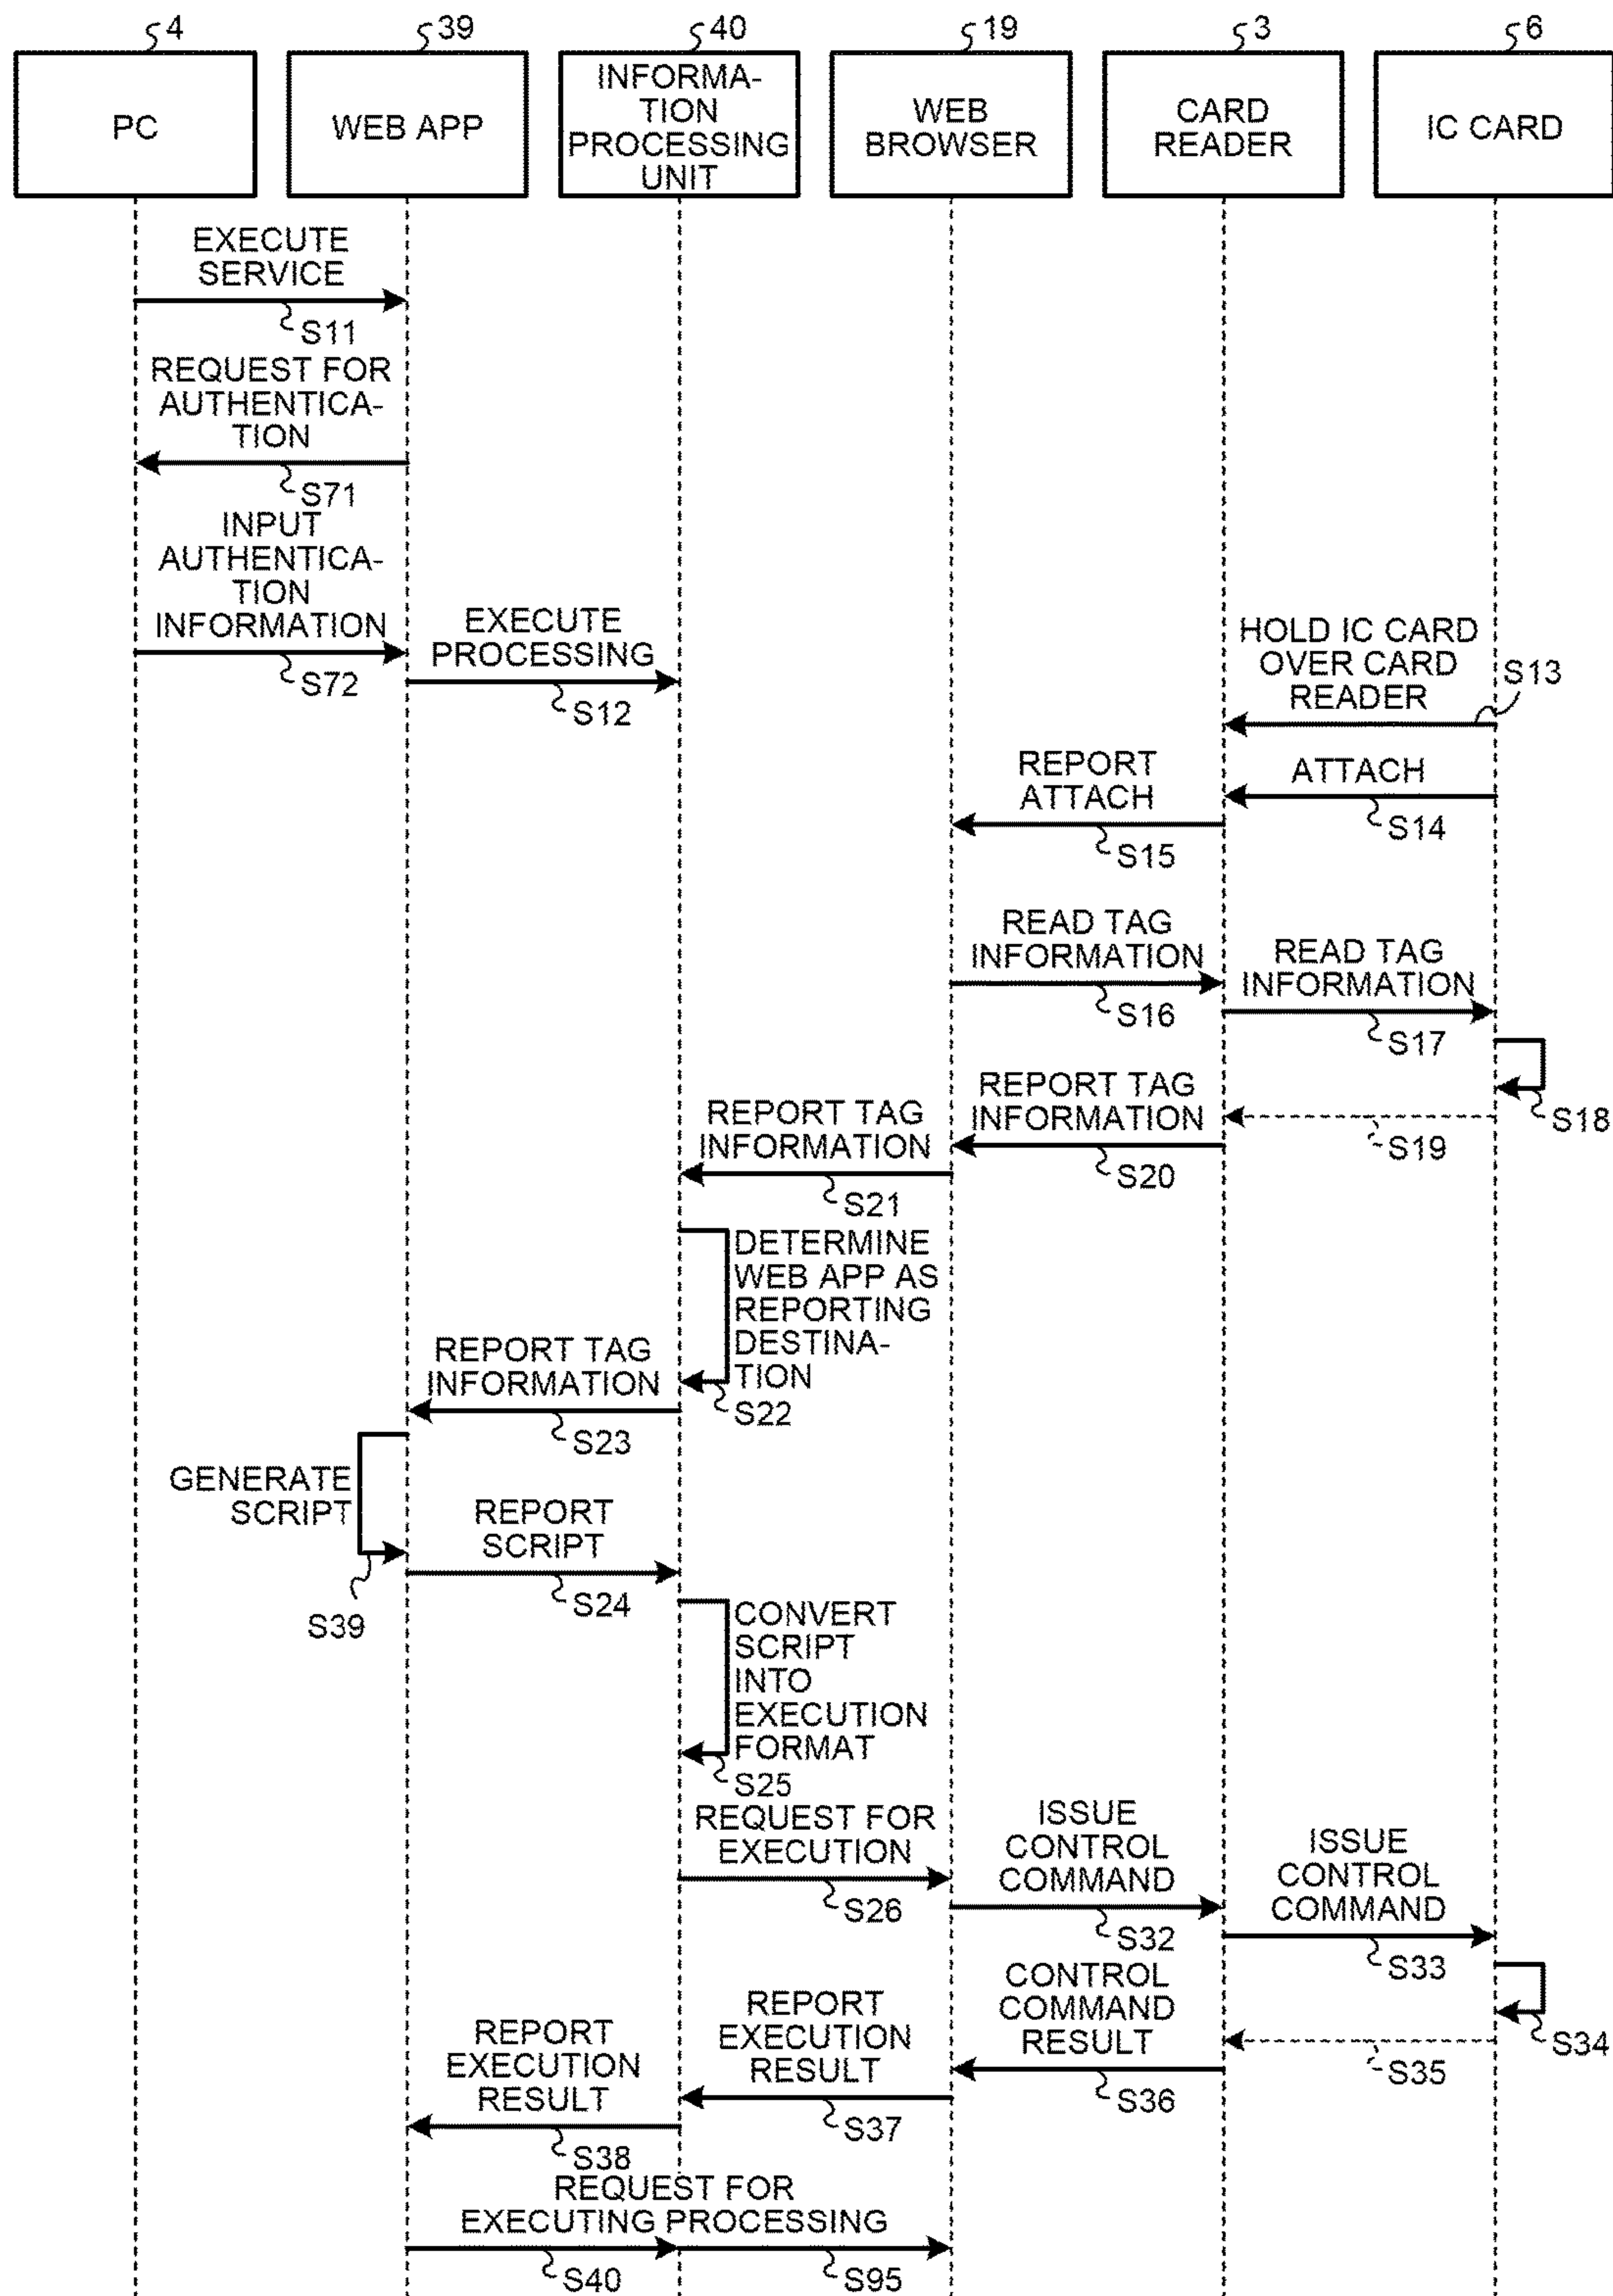 4
39
40
19
3
6
PC
WEB APP
INFORMA-
TION
PROCESSING
UNIT
WEB
BROWSER
CARD
READER
IC CARD
EXECUTE
SERVICE
S11
REQUEST FOR
AUTHENTICA-
TION
S71
INPUT
AUTHENTICA-
TION
INFORMATION
S72
EXECUTE
PROCESSING
S12
HOLD IC CARD
OVER CARD
READER
S13
ATTACH
S14
REPORT
ATTACH
S15
READ TAG
INFORMATION
S16
READ TAG
INFORMATION
S17
S18
S19
REPORT TAG
INFORMATION
S20
REPORT TAG
INFORMATION
S21
DETERMINE
WEB APP AS
REPORTING
DESTINA-
TION
S22
REPORT TAG
INFORMATION
S23
GENERATE
SCRIPT
S39
REPORT
SCRIPT
S24
CONVERT
SCRIPT
INTO
EXECUTION
FORMAT
S25
REQUEST FOR
EXECUTION
S26
ISSUE
CONTROL
COMMAND
S32
ISSUE
CONTROL
COMMAND
S33
S34
S35
CONTROL
COMMAND
RESULT
S36
REPORT
EXECUTION
RESULT
S37
REPORT
EXECUTION
RESULT
S38
REQUEST FOR
EXECUTING PROCESSING
S40
S95